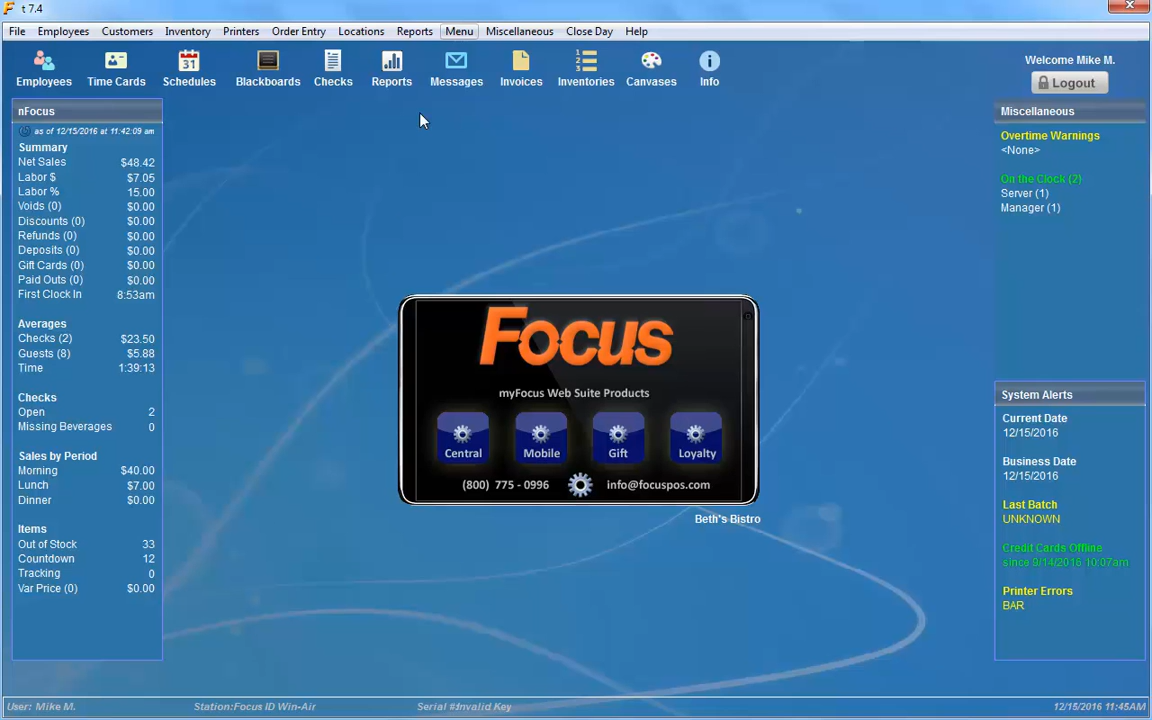 t 7.4
File Employees Customers Inventory Printers Order Entry Locations Reports Menu Miscellaneous Close Day Help
31
1
2
3
Employees Time Cards Schedules Blackboards Checks Reports Messages Invoices Inventories Canvases Info
Welcome Mike M.
Logout
nFocus
as of 12/15/2016 at 11:42:09 am
Summary
Net Sales $48.42
Labor $ $7.05
Labor % 15.00
Voids (0) $0.00
Discounts (0) $0.00
Refunds (0) $0.00
Deposits (0) $0.00
Gift Cards (0) $0.00
Paid Outs (0) $0.00
First Clock In 8:53am
Averages
Checks (2) $23.50
Guests (8) $5.88
Time 1:39:13
Checks
Open 2
Missing Beverages 0
Sales by Period
Morning $40.00
Lunch $7.00
Dinner $0.00
Items
Out of Stock 33
Countdown 12
Tracking 0
Var Price (0) $0.00
Focus
myFocus Web Suite Products
Central Mobile Gift Loyalty
(800) 775 - 0996 info@focuspos.com
Beth's Bistro
Miscellaneous
Overtime Warnings
<None>
On the Clock (2)
Server (1)
Manager (1)
System Alerts
Current Date
12/15/2016
Business Date
12/15/2016
Last Batch
UNKNOWN
Credit Cards Offline
since 9/14/2016 10:07am
Printer Errors
BAR
User: Mike M. Station:Focus ID Win-Air Serial #:Invalid Key 12/15/2016 11:45AM